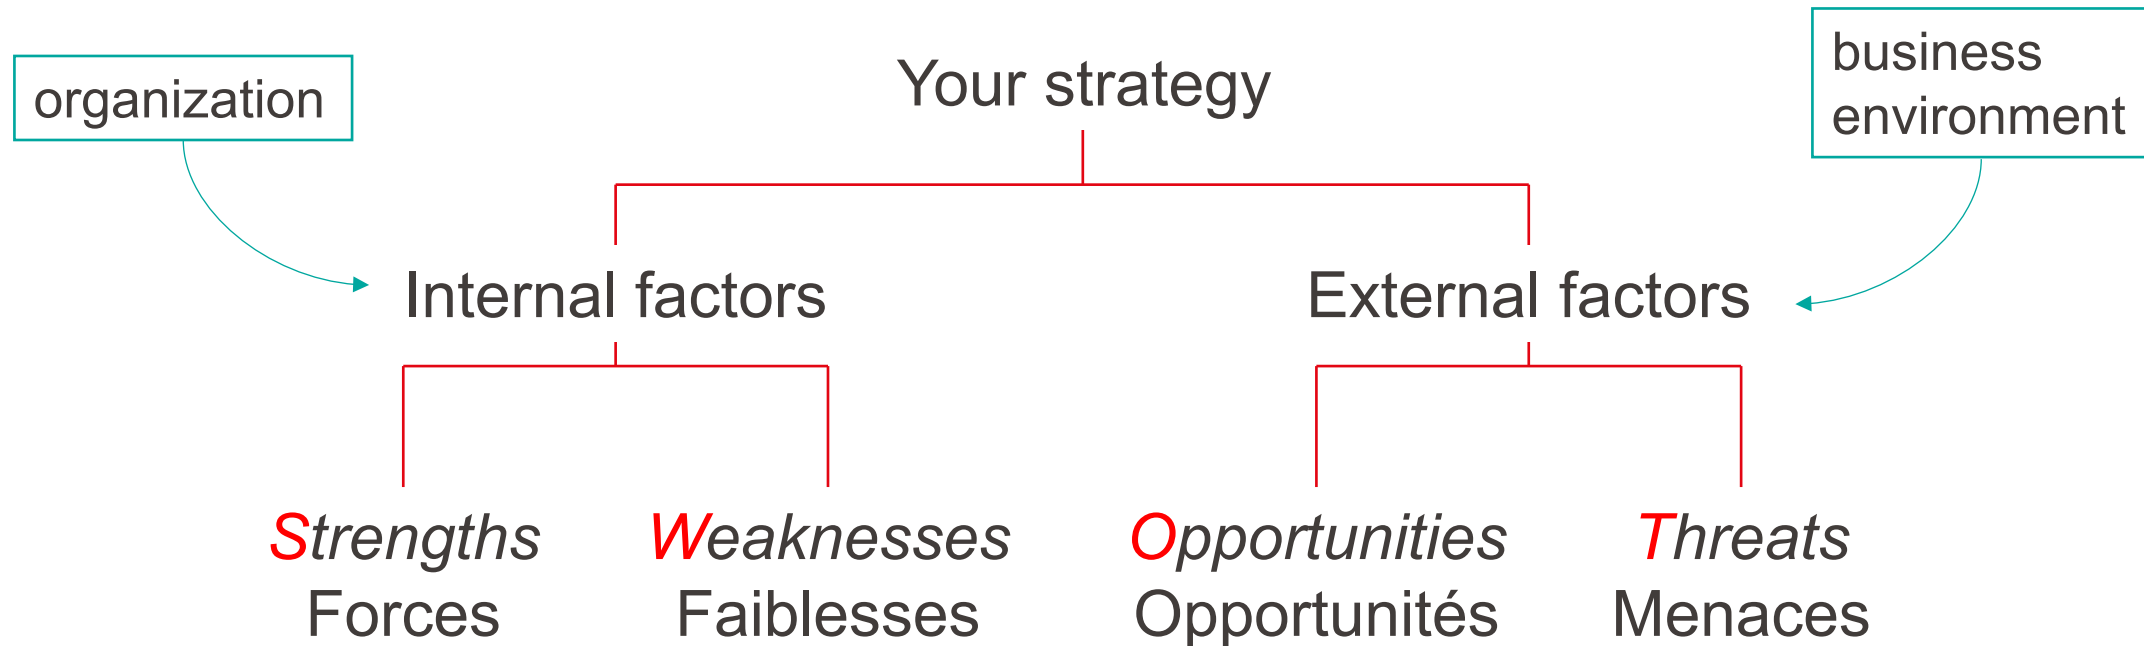 organization
Your strategy
business
environment
Internal factors
External factors
Strengths
Forces
Weaknesses
Faiblesses
Opportunities
Opportunités
Threats
Menaces